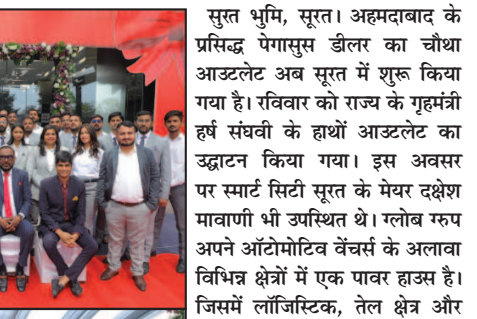 सुरत भुमि, सूरत। अहमदाबाद के
प्रसिद्ध पेगासुस डीलर का चौथा
आउटलेट अब सूरत में शुरू किया
गया है। रविवार को राज्य के गृहमंत्री
हर्ष संघवी के हाथों आउटलेट का
उद्घाटन किया गया। इस अवसर
पर स्मार्ट सिटी सूरत के मेयर दक्षेश
मावाणी भी उपस्थित थे। ग्लोब ग्रुप
अपने ऑटोमोटिव वेंचर्स के अलावा
विभिन्न क्षेत्रों में एक पावर हाउस है।
जिसमें लॉजिस्टिक, तेल क्षेत्र और